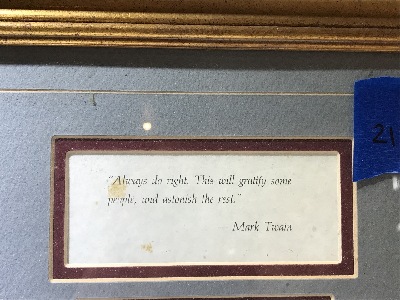 "Always do right. This will gratify some
people, and astonish the rest."
Mark Twain
21